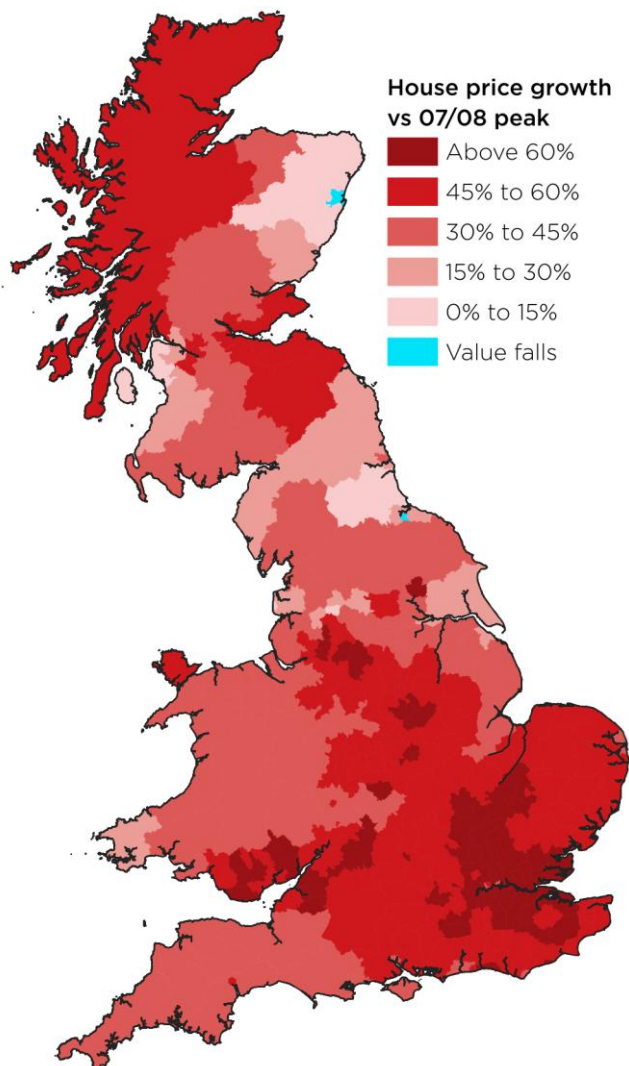 House price growth
vs 07/08 peak
Above 60%
45% to 60%
30% to 45%
15% to 30%
0% to 15%
Value falls